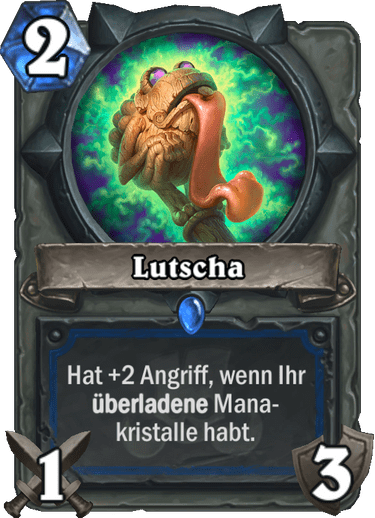 2
Lutscha
Hat +2 Angriff, wenn Ihr
überladene Mana-
kristalle habt.
1
3